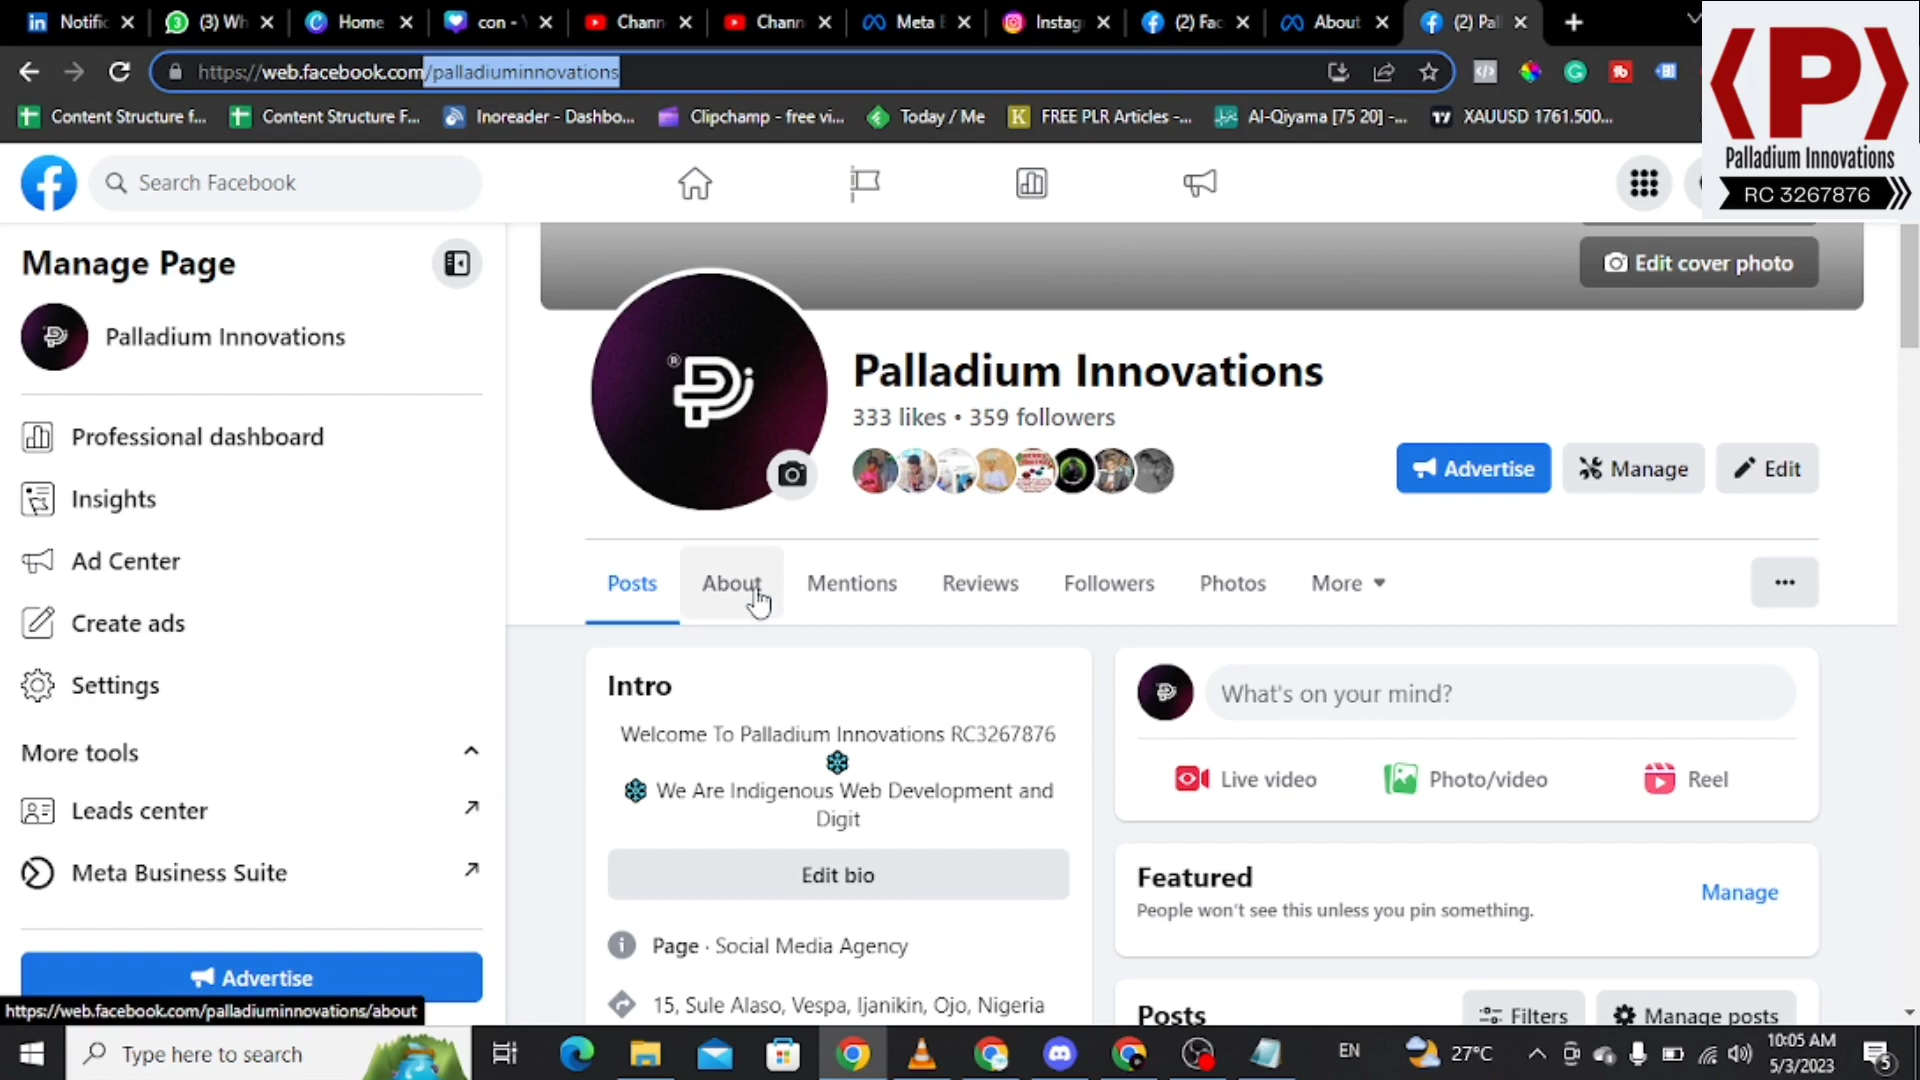 Notific
(3) Wh
Home
con -
Chann
Chann
Meta
Instag
(2) Fac
About
(2) Pal
https://web.facebook.com/palladiuminnovations
Content Structure f...
Content Structure F...
Inoreader - Dashbo...
Clipchamp - free vi...
Today / Me
FREE PLR Articles -...
Al-Qiyama [75 20] -...
XAUUSD 1761.500...
P
Palladium Innovations
RC 3267876
Search Facebook
Manage Page
Palladium Innovations
Professional dashboard
Insights
Ad Center
Create ads
Settings
More tools
Leads center
Meta Business Suite
Advertise
https://web.facebook.com/palladiuminnovations/about
Edit cover photo
Palladium Innovations
333 likes • 359 followers
Advertise
Manage
Edit
Posts
About
Mentions
Reviews
Followers
Photos
More
Intro
Welcome To Palladium Innovations RC3267876
We Are Indigenous Web Development and
Digit
Edit bio
Page · Social Media Agency
15, Sule Alaso, Vespa, Ijanikin, Ojo, Nigeria
What's on your mind?
Live video
Photo/video
Reel
Featured
People won't see this unless you pin something.
Manage
Posts
Filters
Manage posts
Type here to search
EN
27°C
10:05 AM
5/3/2023
5